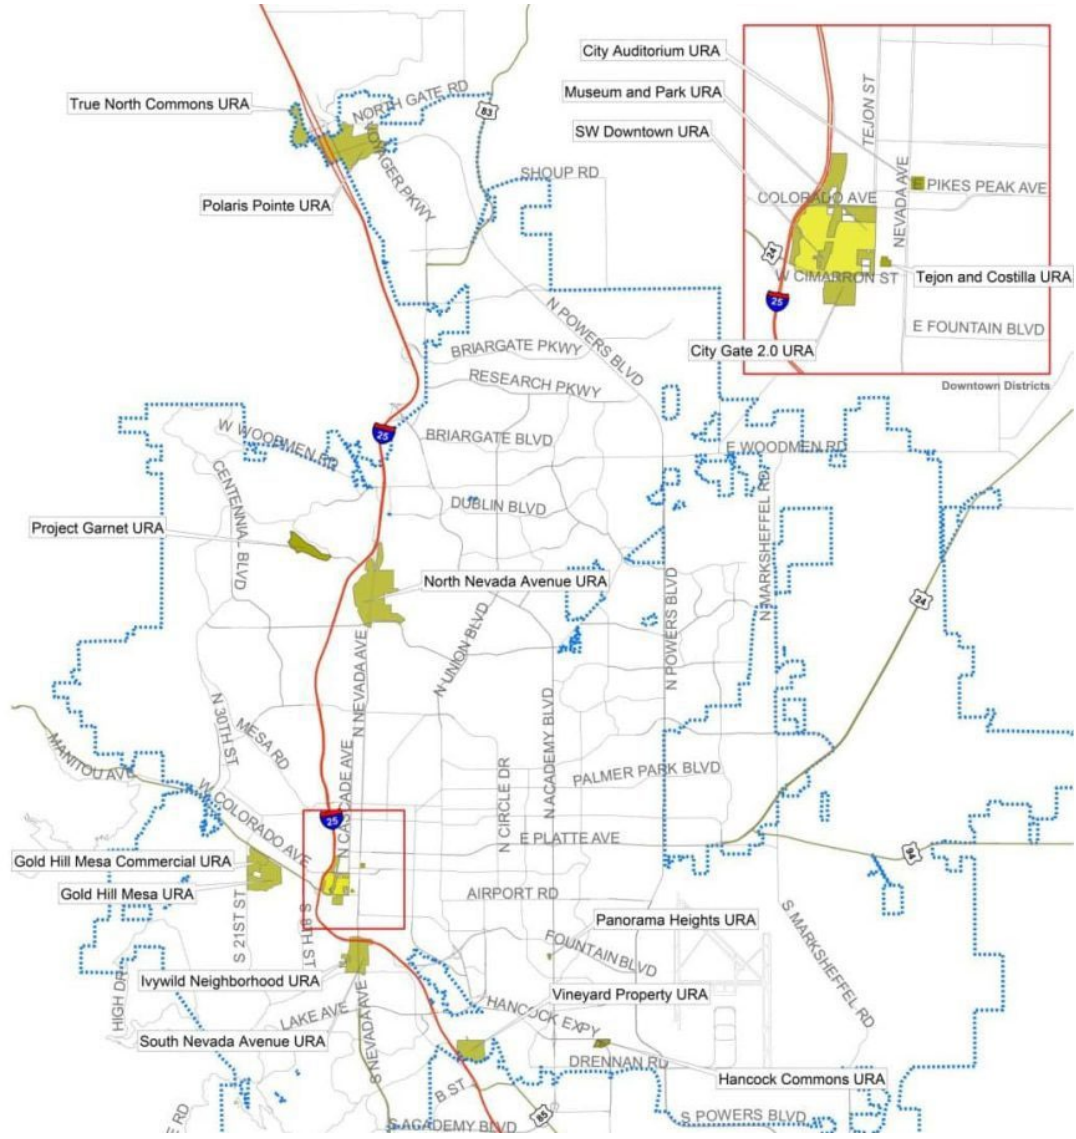 City Auditorium URA
Museum and Park URA
SW Downtown URA
TEJON ST
NEVADA AVE
E PIKES PEAK AVE
COLORADO AVE
24
W CIMARRON ST
Tejon and Costilla URA
25
E FOUNTAIN BLVD
City Gate 2.0 URA
Downtown Districts
True North Commons URA
NORTH GATE RD
83
VOYAGER PKWY
SHOUP RD
Polaris Pointe URA
N POWERS BLVD
BRIARGATE PKWY
RESEARCH PKWY
25
BRIARGATE BLVD
W WOODMEN RD
E WOODMEN RD
CENTENNIAL BLVD
DUBLIN BLVD
N MARKSHEFFEL RD
Project Garnet URA
North Nevada Avenue URA
24
N UNION BLVD
N POWERS BLVD
N NEVADA AVE
N 30TH ST
MESA RD
MANITOU AVE
N ACADEMY BLVD
PALMER PARK BLVD
W COLORADO AVE
N CASCADE AVE
N CIRCLE DR
25
E PLATTE AVE
94
Gold Hill Mesa Commercial URA
Gold Hill Mesa URA
AIRPORT RD
S 21ST ST
S 8TH ST
Panorama Heights URA
S MARKSHEFFEL RD
FOUNTAIN BLVD
Ivywild Neighborhood URA
HIGH DR
Vineyard Property URA
LAKE AVE
HANCOCK EXPY
South Nevada Avenue URA
S NEVADA AVE
DRENNAN RD
Hancock Commons URA
B ST
85
S ACADEMY BLVD
S POWERS BLVD
E RD